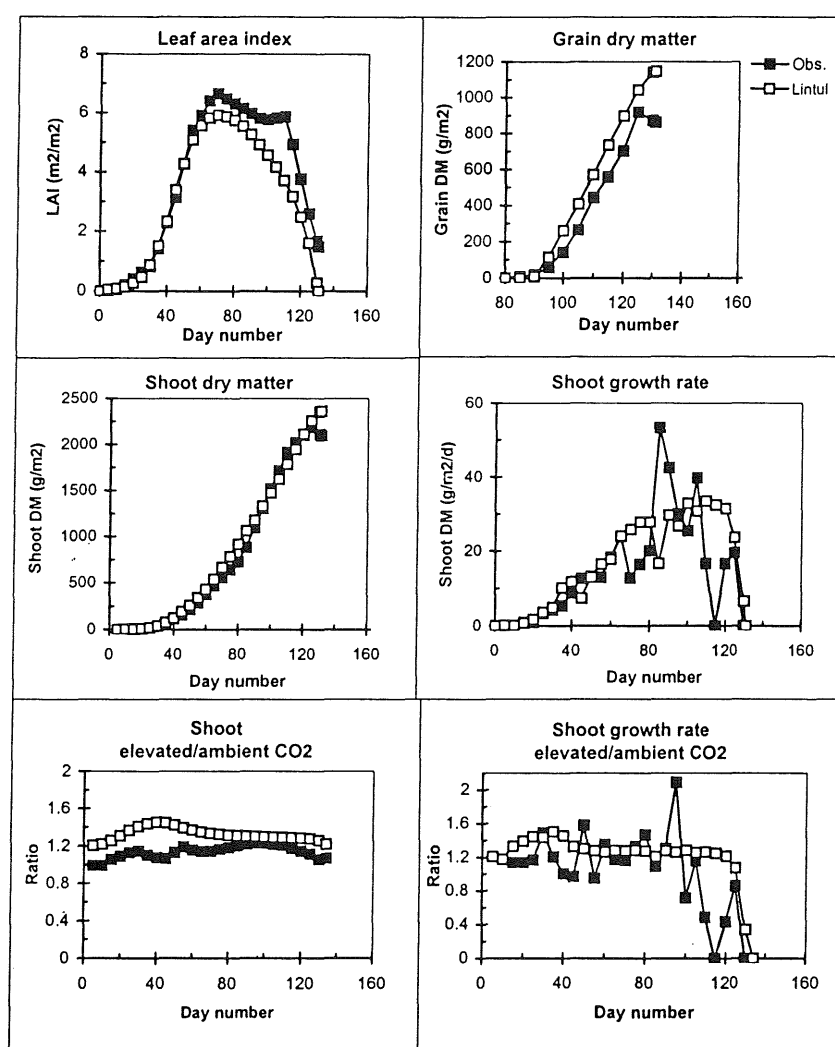 Leaf area index
LAI (m2/m2)
8
6
4
2
0
0 40 80 120 160
Day number
Grain dry matter
Grain DM (g/m2)
1200
1000
800
600
400
200
0
80 100 120 140 160
Day number
Obs.
Lintul
Shoot dry matter
Shoot DM (g/m2)
2500
2000
1500
1000
500
0
0 40 80 120 160
Day number
Shoot growth rate
Shoot DM (g/m2/d)
60
40
20
0
0 40 80 120 160
Day number
Shoot
elevated/ambient CO2
Ratio
2
1.6
1.2
0.8
0.4
0
0 40 80 120 160
Day number
Shoot growth rate
elevated/ambient CO2
Ratio
2
1.6
1.2
0.8
0.4
0
0 20 40 60 80 100 120 140 160
Day number